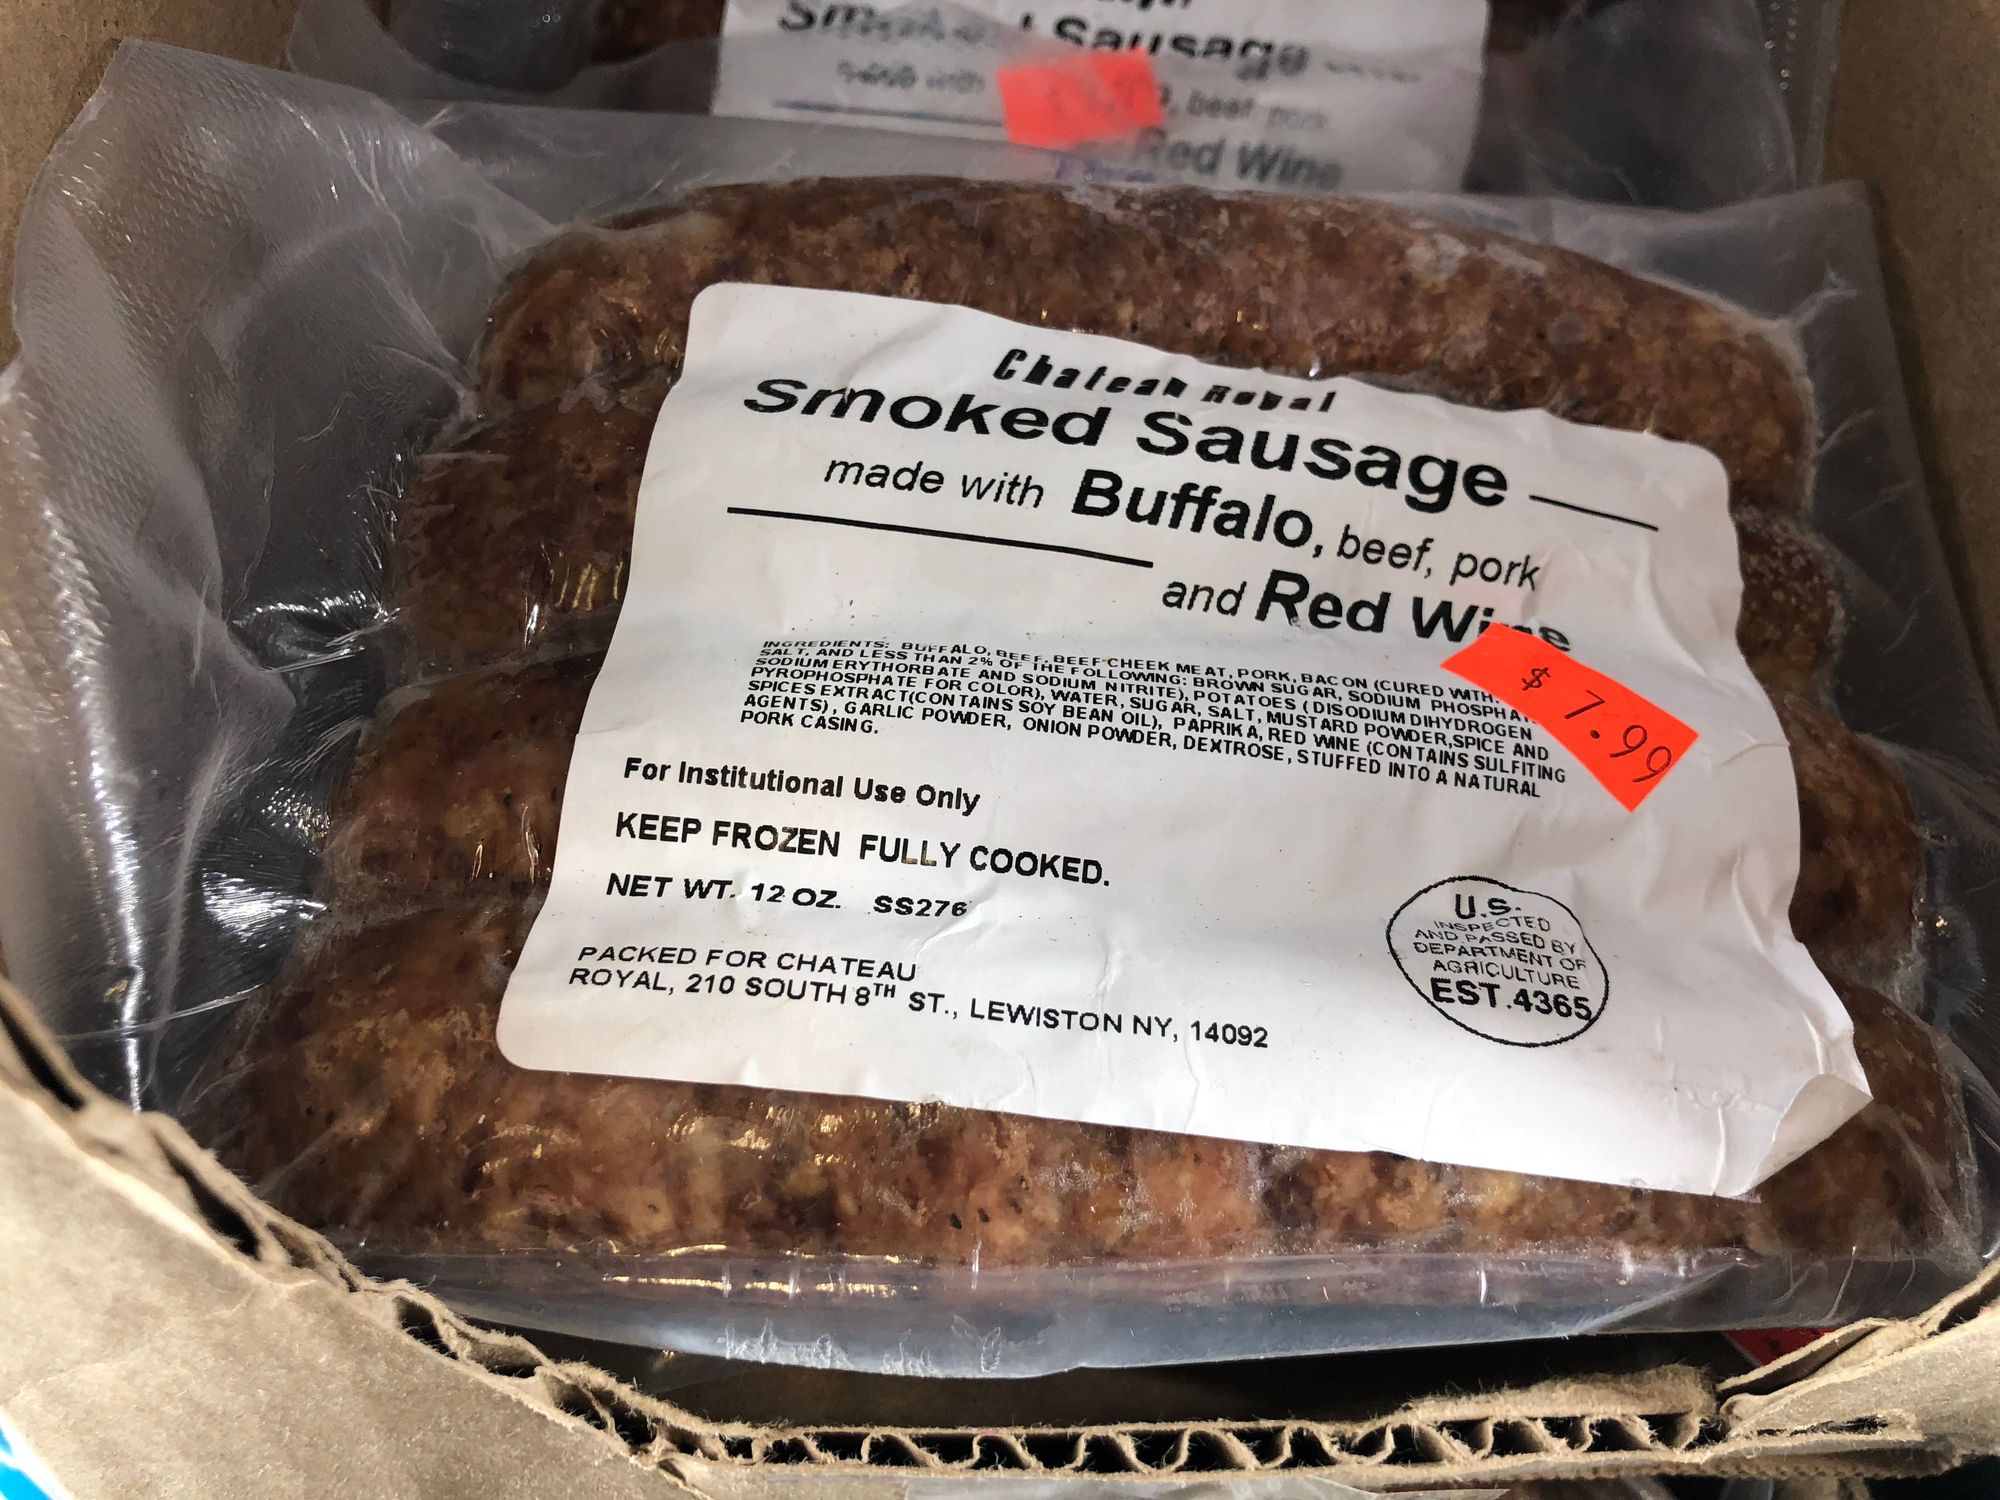 Smoked Sausage
made with
, beef, pork
Red Wine
Chateau Royal
Smoked Sausage
made with Buffalo, beef, pork
and Red Wine
INGREDIENTS: BUFFALO, BEEF, BEEF CHEEK MEAT, PORK, BACON (CURED WITH
SALT, AND LESS THAN 2% OF THE FOLLOWING: BROWN SUGAR, SODIUM PHOSPHAT
SODIUM ERYTHORBATE AND SODIUM NITRITE), POTATOES (DISODIUM DIHYDROGEN
PYROPHOSPHATE FOR COLOR), WATER, SUGAR, SALT, MUSTARD POWDER, SPICE AND
SPICES EXTRACT(CONTAINS SOY BEAN OIL), PAPRIKA, RED WINE (CONTAINS SULFITING
AGENTS), GARLIC POWDER, ONION POWDER, DEXTROSE, STUFFED INTO A NATURAL
PORK CASING.
$ 7.99
For Institutional Use Only
KEEP FROZEN FULLY COOKED.
NET WT. 12 OZ. SS276
PACKED FOR CHATEAU
ROYAL, 210 SOUTH 8TH ST., LEWISTON NY, 14092
U.S.
INSPECTED
AND PASSED BY
DEPARTMENT OF
AGRICULTURE
EST.4365